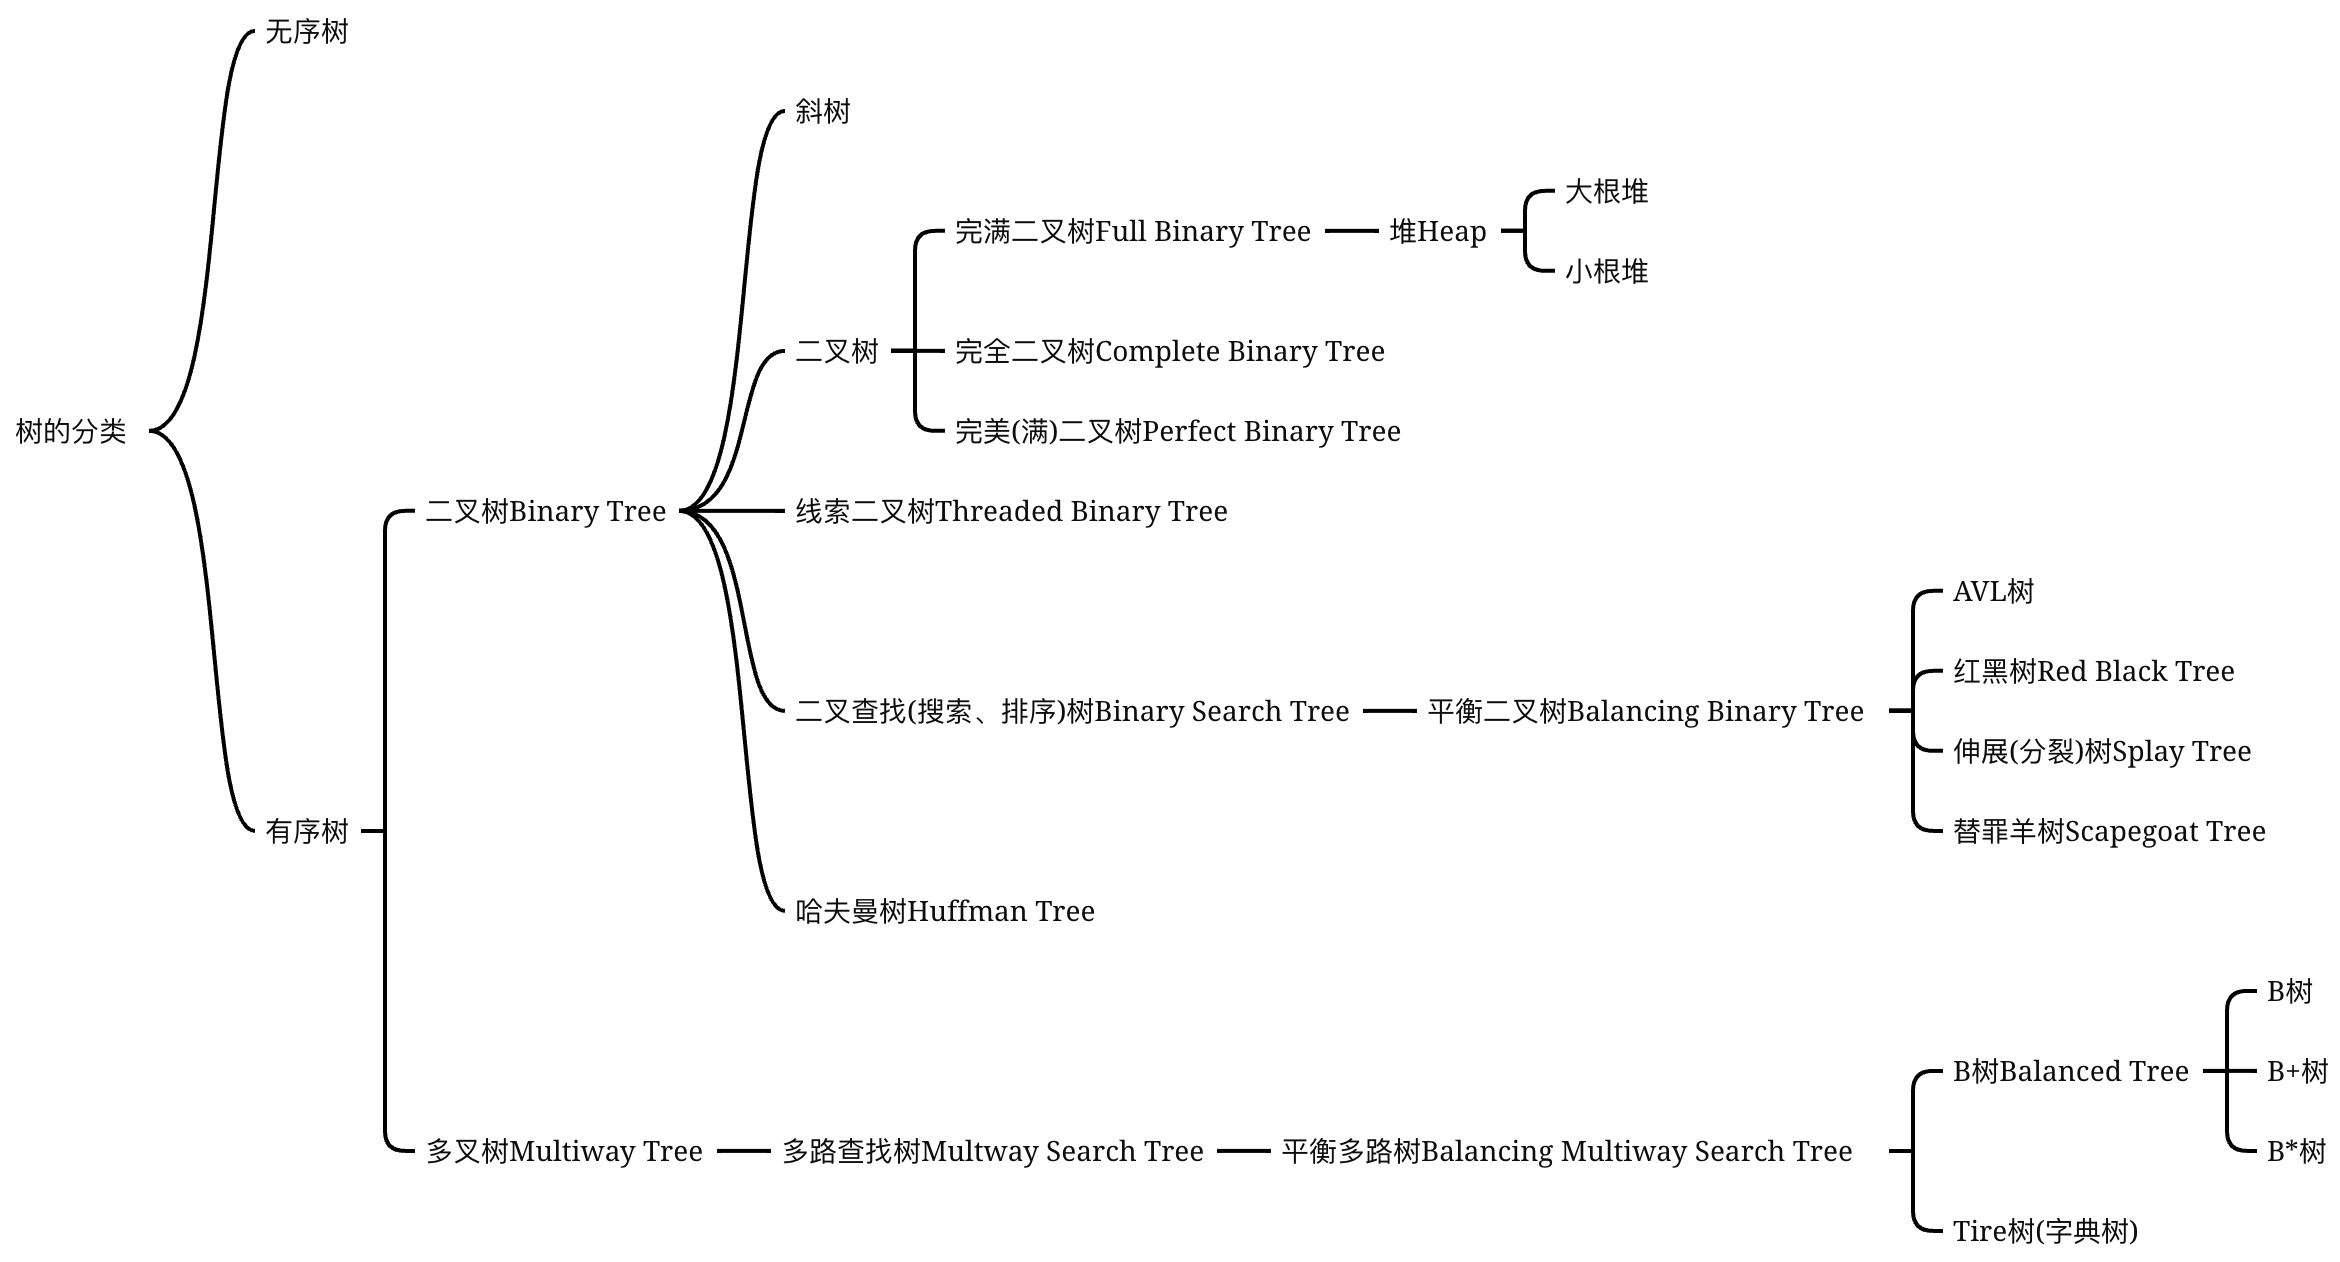 无序树
斜树
大根堆
完满二叉树Full Binary Tree
堆Heap
小根堆
二叉树
完全二叉树Complete Binary Tree
树的分类
完美(满)二叉树Perfect Binary Tree
二叉树Binary Tree
线索二叉树Threaded Binary Tree
AVL树
红黑树Red Black Tree
二叉查找(搜索、排序)树Binary Search Tree
平衡二叉树Balancing Binary Tree
伸展(分裂)树Splay Tree
有序树
替罪羊树Scapegoat Tree
哈夫曼树Huffman Tree
B树
B树Balanced Tree
B+树
多叉树Multiway Tree
多路查找树Multway Search Tree
平衡多路树Balancing Multiway Search Tree
B*树
Tire树(字典树)